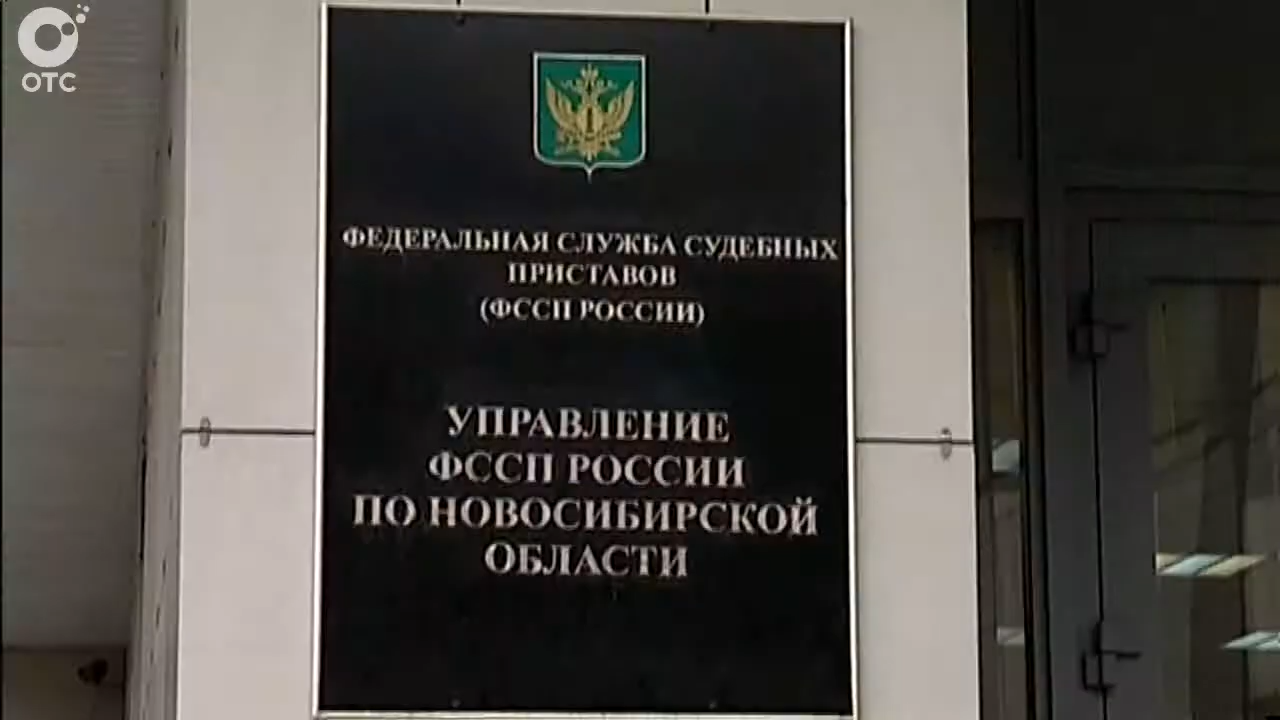 ОТС
ФЕДЕРАЛЬНАЯ СЛУЖБА СУДЕБНЫХ
ПРИСТАВОВ
(ФССП РОССИИ)
УПРАВЛЕНИЕ
ФССП РОССИИ
ПО НОВОСИБИРСКОЙ
ОБЛАСТИ